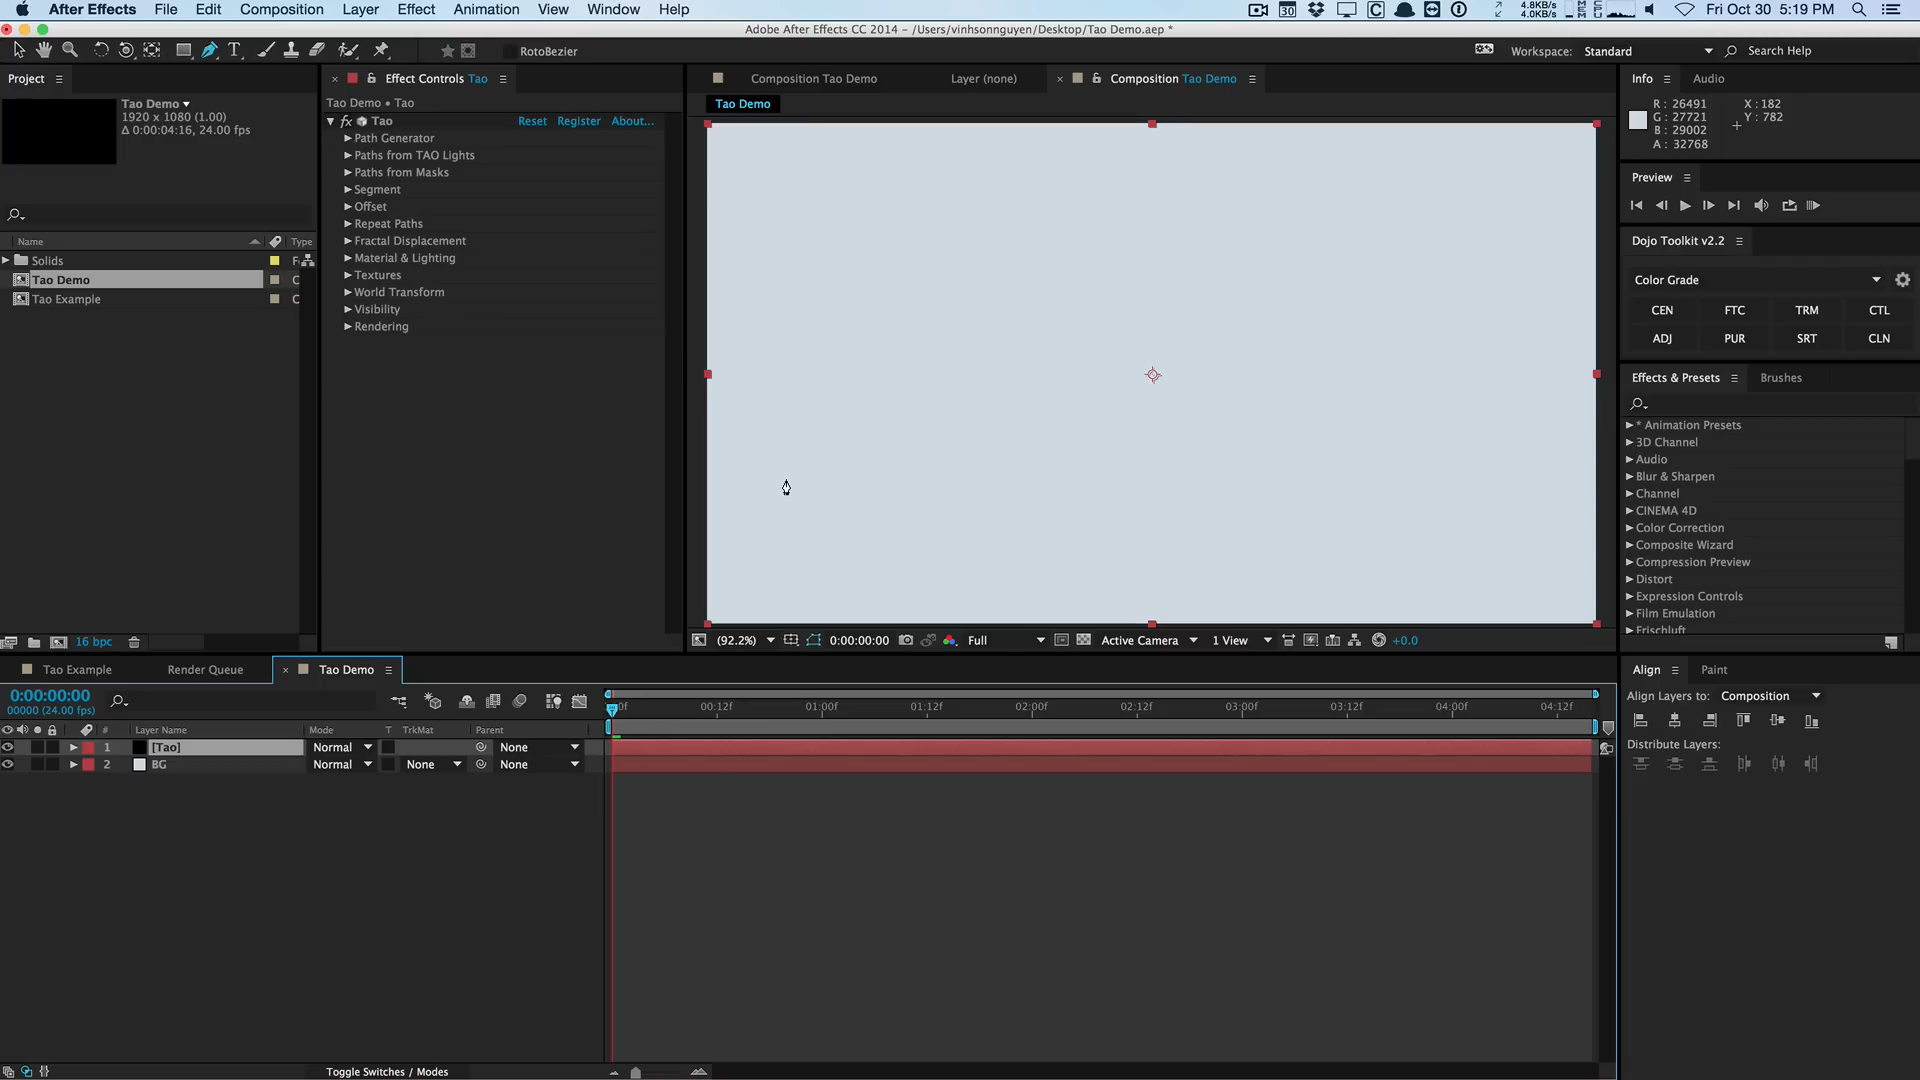 After Effects File Edit Composition Layer Effect Animation View Window Help
30 4.8KB/s 4.0KB/s MEM CPU Fri Oct 30 5:19 PM
Adobe After Effects CC 2014 - /Users/vinhsonnguyen/Desktop/Tao Demo.aep *
RotoBezier
Workspace: Standard Search Help
Project
Tao Demo
1920 x 1080 (1.00)
Δ 0:00:04:16, 24.00 fps
Name Type
Solids F
Tao Demo C
Tao Example C
16 bpc
Effect Controls Tao
Tao Demo • Tao
fx Tao Reset Register About...
Path Generator
Paths from TAO Lights
Paths from Masks
Segment
Offset
Repeat Paths
Fractal Displacement
Material & Lighting
Textures
World Transform
Visibility
Rendering
Composition Tao Demo Layer (none) Composition Tao Demo
Tao Demo
(92.2%) 0:00:00:00 Full Active Camera 1 View +0.0
Info Audio
R : 26491 X : 182
G : 27721 Y : 782
B : 29002
A : 32768
Preview
Dojo Toolkit v2.2
Color Grade
CEN FTC TRM CTL
ADJ PUR SRT CLN
Effects & Presets Brushes
* Animation Presets
3D Channel
Audio
Blur & Sharpen
Channel
CINEMA 4D
Color Correction
Composite Wizard
Compression Preview
Distort
Expression Controls
Film Emulation
Frischluft
Tao Example Render Queue Tao Demo
0:00:00:00
00000 (24.00 fps)
# Layer Name Mode T TrkMat Parent
1 [Tao] Normal None
2 BG Normal None None
0f 00:12f 01:00f 01:12f 02:00f 02:12f 03:00f 03:12f 04:00f 04:12f
Toggle Switches / Modes
Align Paint
Align Layers to: Composition
Distribute Layers: